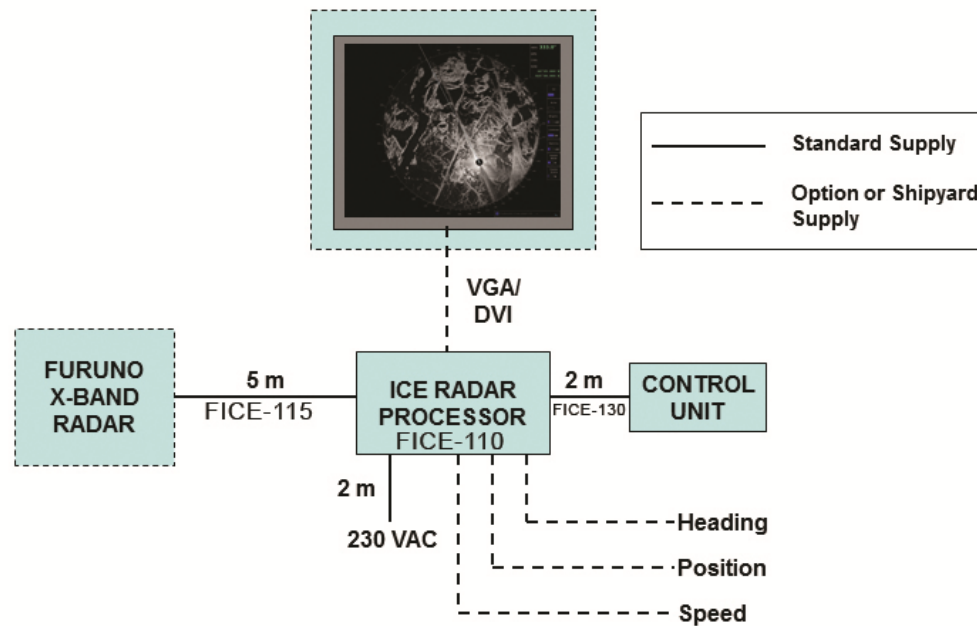 Standard Supply
Option or Shipyard
Supply
VGA/
DVI
FURUNO
X-BAND
RADAR
5 m
FICE-115
ICE RADAR
PROCESSOR
FICE-110
2 m
FICE-130
CONTROL
UNIT
2 m
230 VAC
Heading
Position
Speed